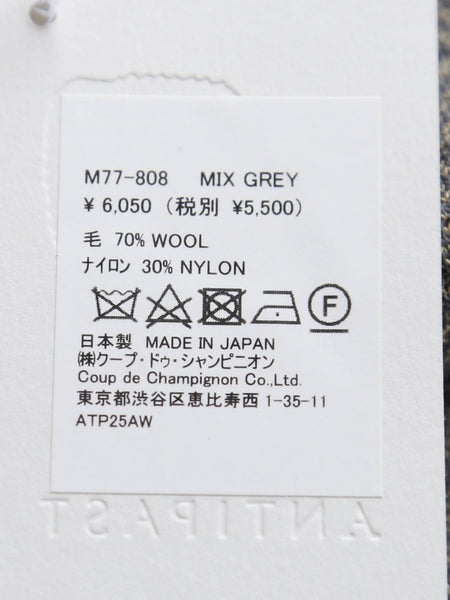 M77-808 MIX GREY
¥ 6,050 (税別 ¥5,500)
毛 70% WOOL
ナイロン 30% NYLON
F
日本製 MADE IN JAPAN
㈱クープ・ドゥ・シャンピニオン
Coup de Champignon Co.,Ltd.
東京都渋谷区恵比寿西1-35-11
ATP25AW
ANTIPAST